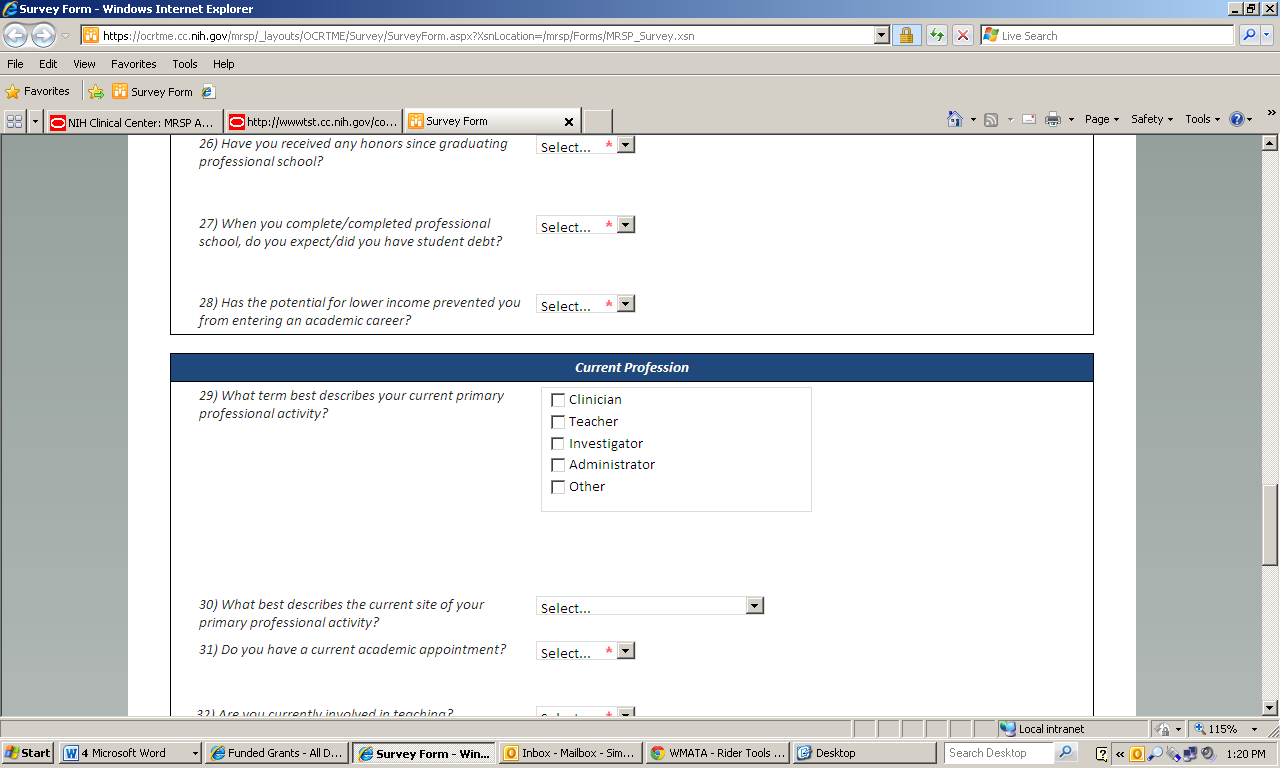 Survey Form - Windows Internet Explorer
https://ocrtme.cc.nih.gov/mrsp/_layouts/OCRTME/Survey/SurveyForm.aspx?XsnLocation=/mrsp/Forms/MRSP_Survey.xsn
Live Search
File Edit View Favorites Tools Help
Favorites Survey Form
NIH Clinical Center: MRSP A... http://wwwtst.cc.nih.gov/co... Survey Form
Page Safety Tools
26) Have you received any honors since graduating
professional school?
Select... *
27) When you complete/completed professional
school, do you expect/did you have student debt?
Select... *
28) Has the potential for lower income prevented you
from entering an academic career?
Select... *
Current Profession
29) What term best describes your current primary
professional activity?
Clinician
Teacher
Investigator
Administrator
Other
30) What best describes the current site of your
primary professional activity?
Select...
31) Do you have a current academic appointment?
Select... *
32) Are you currently involved in teaching?
Select... *
Local intranet 115%
Start 4 Microsoft Word Funded Grants - All D... Survey Form - Win... Inbox - Mailbox - Sim... WMATA - Rider Tools ... Desktop Search Desktop 1:20 PM